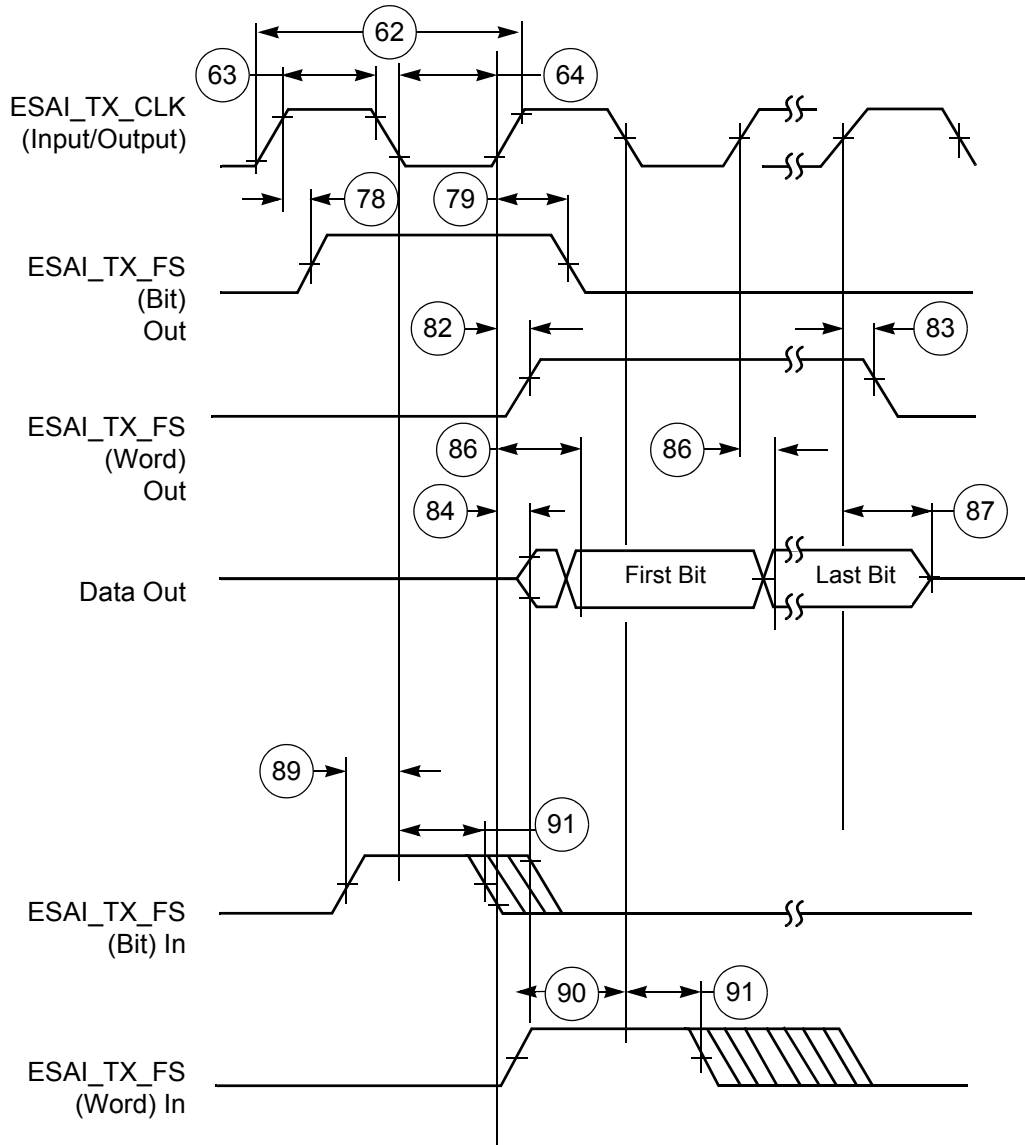 62
63
64
ESAI_TX_CLK
(Input/Output)
78
79
ESAI_TX_FS
(Bit)
Out
82
83
ESAI_TX_FS
(Word)
Out
86
86
84
87
Data Out
First Bit
Last Bit
89
91
ESAI_TX_FS
(Bit) In
90
91
ESAI_TX_FS
(Word) In